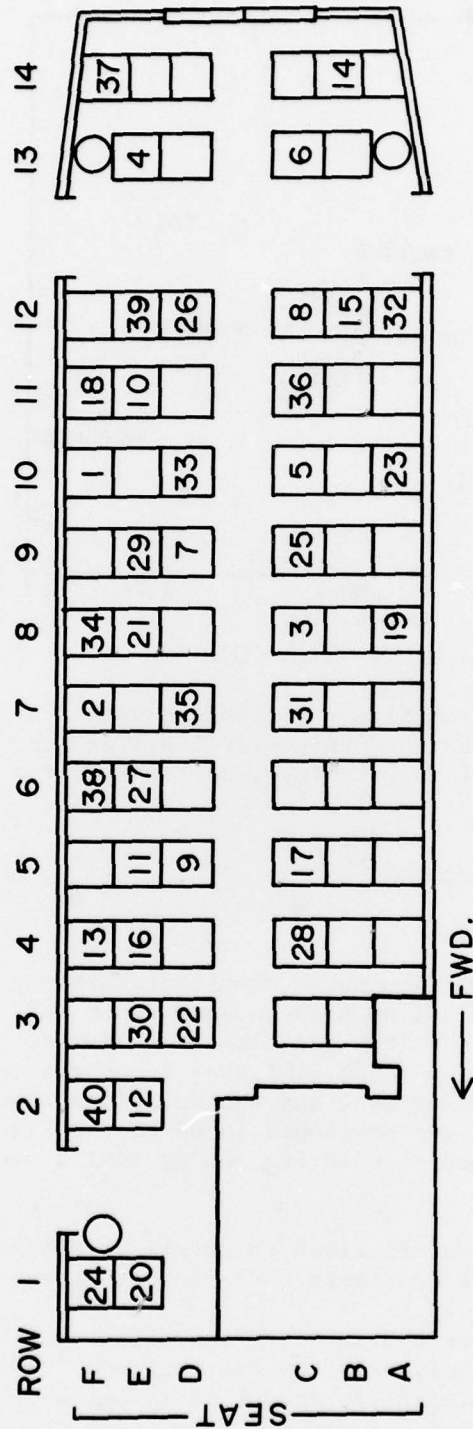 ROW 1 2 3 4 5 6 7 8 9 10 11 12 13 14
SEAT
F 24 40 13 38 2 34 1 18 37
E 20 12 30 16 11 27 21 29 10 39 4
D 22 9 35 7 33 26
C 28 17 31 3 25 5 36 8 6
B 15 14
A 19 23 32
FWD.